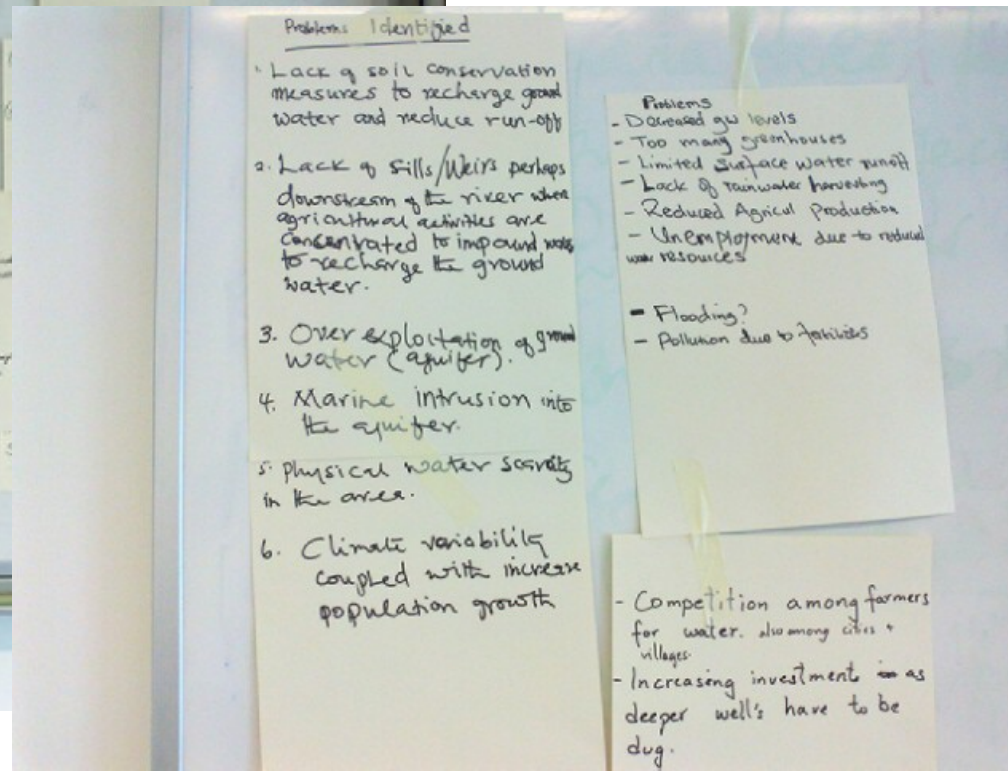 Problems Identified
1. Lack of soil conservation
measures to recharge ground
water and reduce run-off
2. Lack of Sills/Weirs perhaps
downstream of the river where
agricultural activities are
concentrated to impound water
to recharge the ground
water.
3. Over exploitation of ground
water (aquifer).
4. Marine intrusion into
the aquifer.
5. Physical water scarcity
in the area.
6. Climate variability
coupled with increase
population growth
Problems
- Decreased gw levels
- Too many greenhouses
- Limited surface water runoff
- Lack of rainwater harvesting
- Reduced Agricul Production
- Unemployment due to reduced
water resources
- Flooding?
- Pollution due to
- Competition among farmers
for water. also among cities +
villages.
- Increasing investment as
deeper well's have to be
dug.